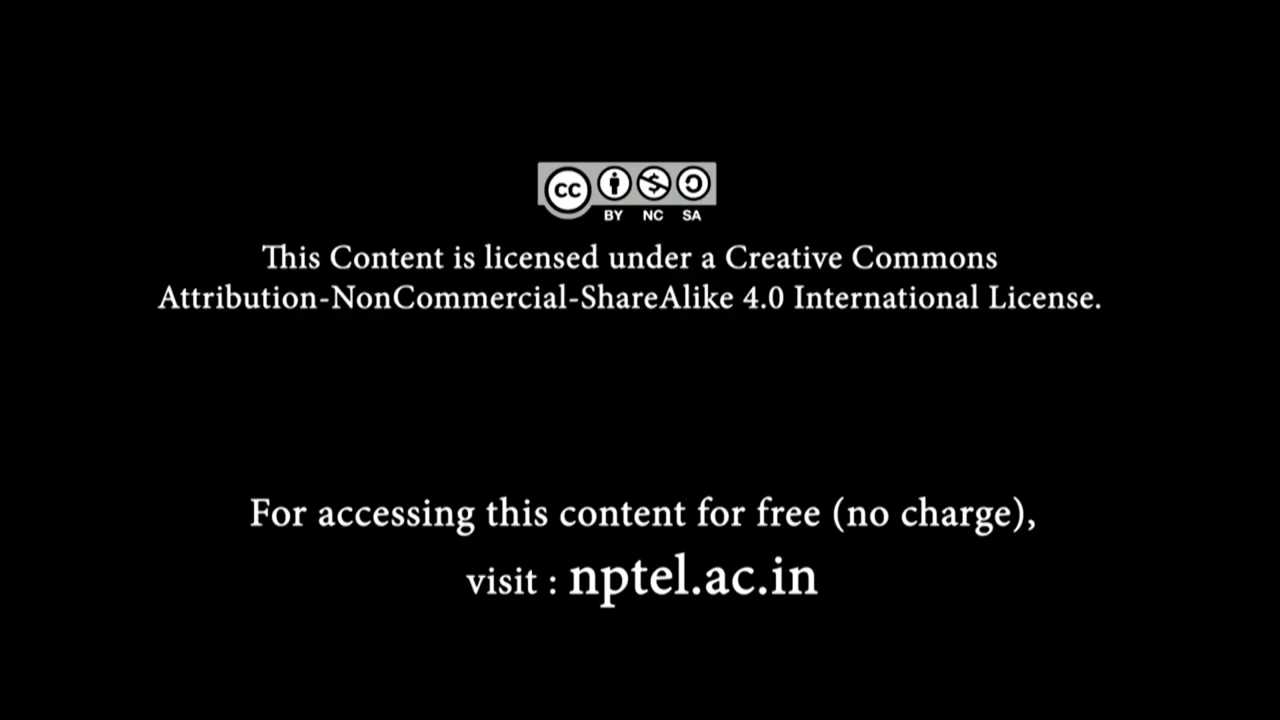 cc
BY NC SA
This Content is licensed under a Creative Commons
Attribution-NonCommercial-ShareAlike 4.0 International License.
For accessing this content for free (no charge),
visit : nptel.ac.in